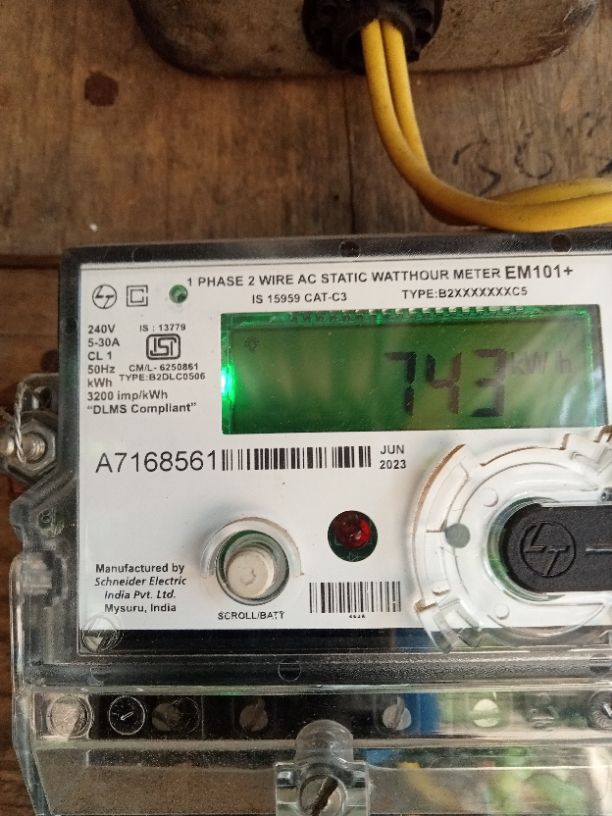 1 PHASE 2 WIRE AC STATIC WATTHOUR METER EM101+
IS 15959 CAT-C3 TYPE:B2XXXXXXXC5
240V
5-30A
CL 1
50Hz
kWh
3200 imp/kWh
"DLMS Compliant"
IS : 13779
ISI
CM/L- 6250861
TYPE:B2DLC0506
743 kWh
A7168561
JUN
2023
Manufactured by
Schneider Electric
India Pvt. Ltd.
Mysuru, India
SCROLL/BATT
LT